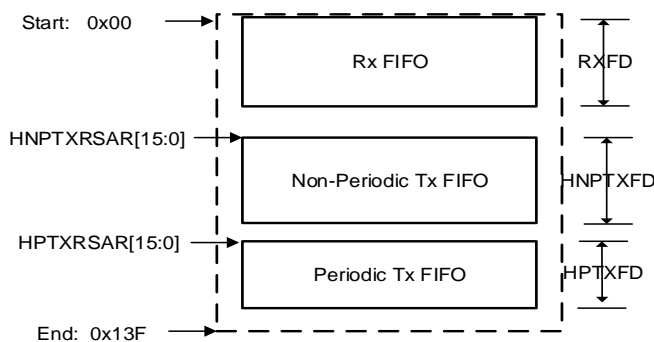 Start: 0x00
Rx FIFO
RXFD
HNPTXRSAR[15:0]
Non-Periodic Tx FIFO
HNPTXFD
HPTXRSAR[15:0]
Periodic Tx FIFO
HPTXFD
End: 0x13F